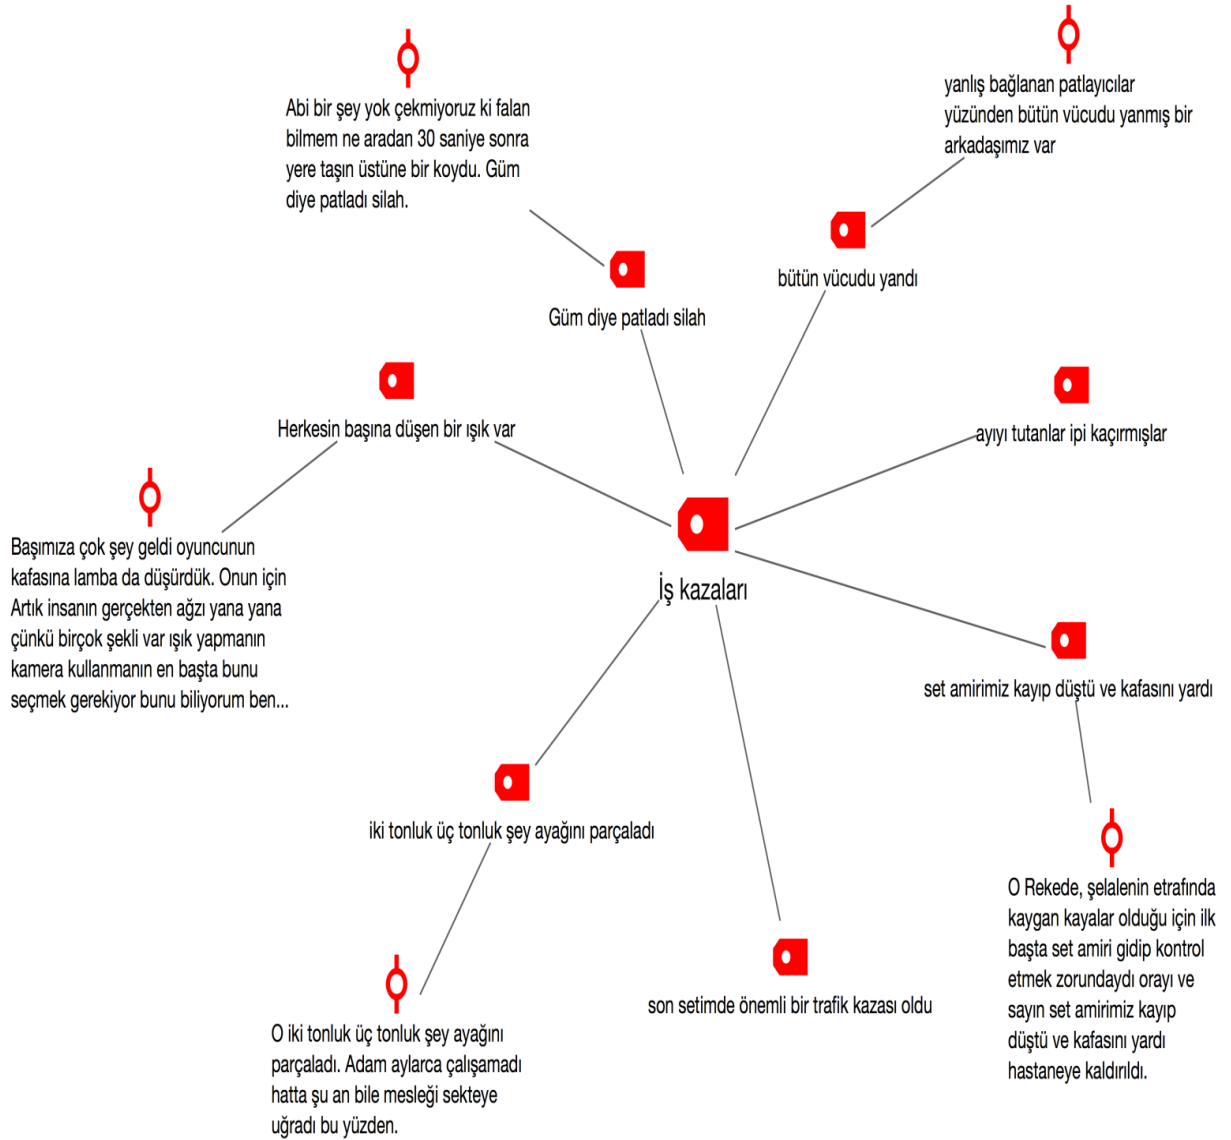 Abi bir şey yok çekmiyoruz ki falan
bilmem ne aradan 30 saniye sonra
yere taşın üstüne bir koydu. Güm
diye patladı silah.
yanlış bağlanan patlayıcılar
yüzünden bütün vücudu yanmış bir
arkadaşımız var
bütün vücudu yandı
Güm diye patladı silah
Herkesin başına düşen bir ışık var
ayıyı tutanlar ipi kaçırmışlar
Başımıza çok şey geldi oyuncunun
kafasına lamba da düşürdük. Onun için
Artık insanın gerçekten ağzı yana yana
çünkü birçok şekli var ışık yapmanın
kamera kullanmanın en başta bunu
seçmek gerekiyor bunu biliyorum ben...
İş kazaları
set amirimiz kayıp düştü ve kafasını yardı
iki tonluk üç tonluk şey ayağını parçaladı
O Rekede, şelalenin etrafında
kaygan kayalar olduğu için ilk
başta set amiri gidip kontrol
etmek zorundaydı orayı ve
sayın set amirimiz kayıp
düştü ve kafasını yardı
hastaneye kaldırıldı.
son setimde önemli bir trafik kazası oldu
O iki tonluk üç tonluk şey ayağını
parçaladı. Adam aylarca çalışamadı
hatta şu an bile mesleği sekteye
uğradı bu yüzden.